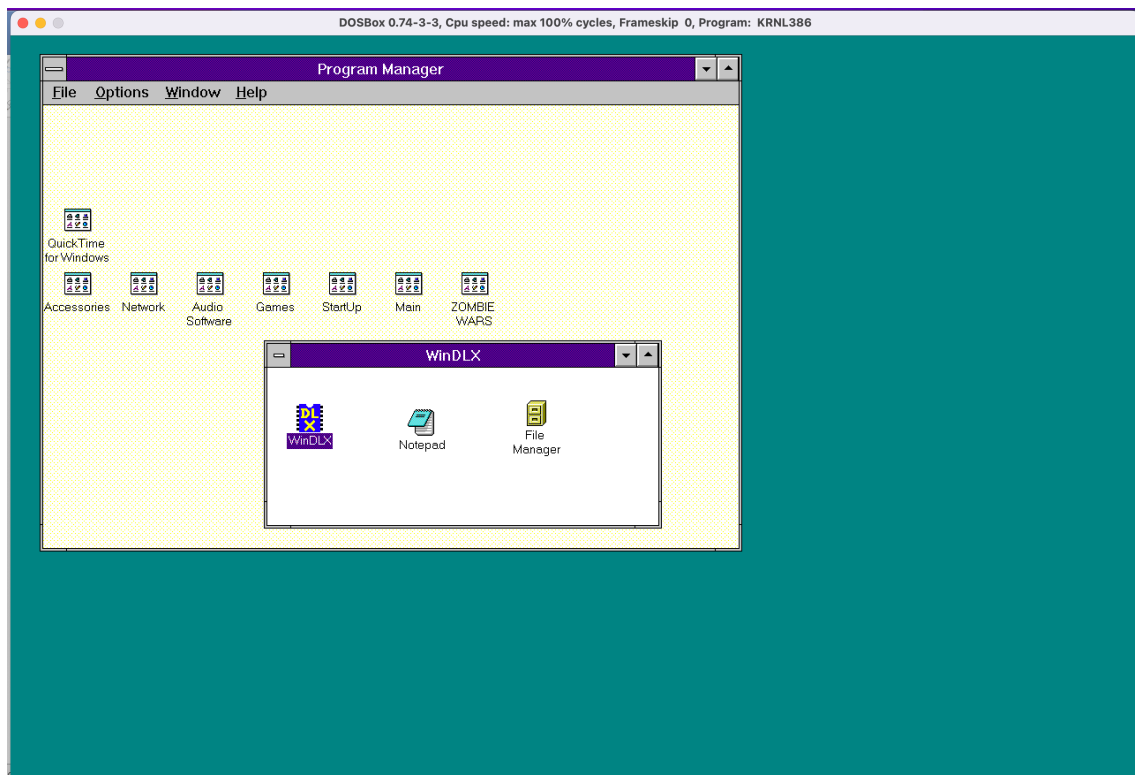 DOSBox 0.74-3-3, Cpu speed: max 100% cycles, Frameskip 0, Program: KRNL386
Program Manager
File Options Window Help
QuickTime
for Windows
Accessories Network Audio Games StartUp Main ZOMBIE
Software WARS
WinDLX
DL
X
WinDLX
Notepad
File
Manager